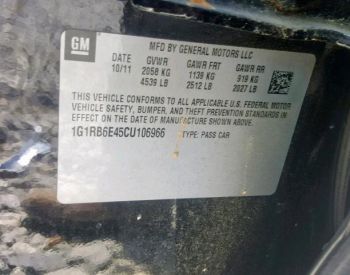 GM
MFD BY GENERAL MOTORS LLC
DATE GVWR GAWR FRT GAWR RR
10/11 2058 KG 1139 KG 919 KG
4539 LB 2512 LB 2027 LB
THIS VEHICLE CONFORMS TO ALL APPLICABLE U.S. FEDERAL MOTOR
VEHICLE SAFETY, BUMPER, AND THEFT PREVENTION STANDARDS
IN EFFECT ON THE DATE OF MANUFACTURE SHOWN ABOVE.
1G1RB6E45CU106966 TYPE: PASS CAR